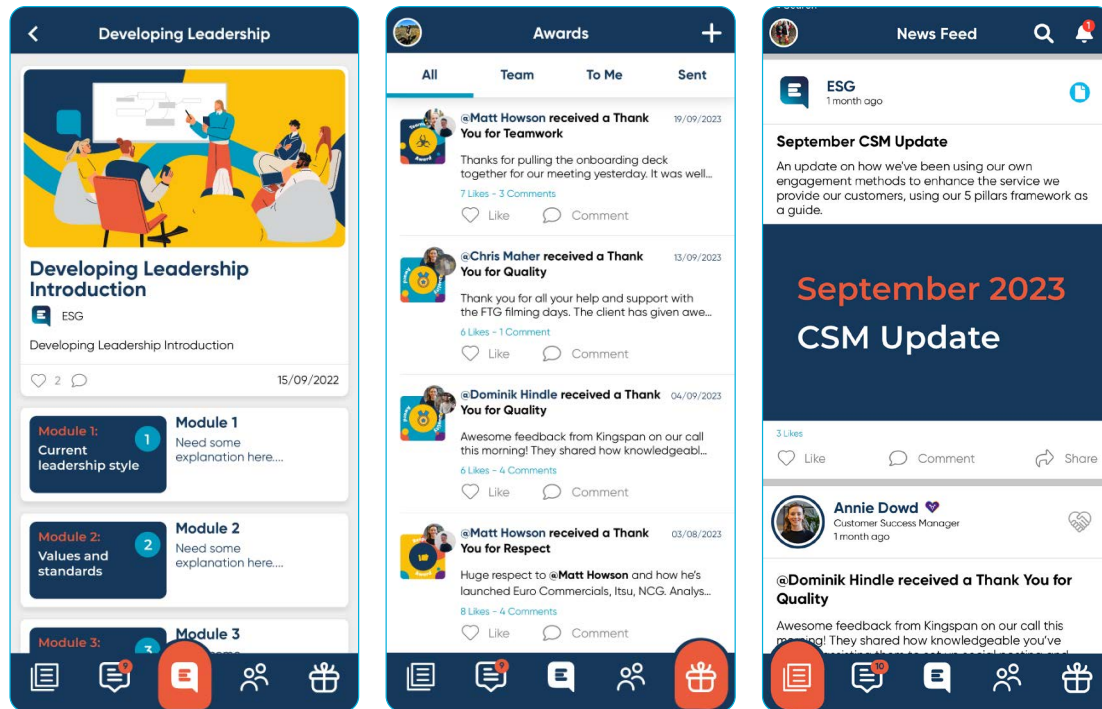 Developing Leadership
Developing Leadership
Introduction
ESG
Developing Leadership Introduction
2
15/09/2022
Module 1:
Current
leadership style
1
Module 1
Need some
explanation here....
Module 2:
Values and
standards
2
Module 2
Need some
explanation here....
Module 3:
3
Module 3
9
Awards
All Team To Me Sent
@Matt Howson received a Thank
You for Teamwork
19/09/2023
Thanks for pulling the onboarding deck
together for our meeting yesterday. It was well...
7 Likes - 3 Comments
Like Comment
@Chris Maher received a Thank
You for Quality
13/09/2023
Thank you for all your help and support with
the FTG filming days. The client has given awe...
6 Likes - 1 Comment
Like Comment
@Dominik Hindle received a Thank
You for Quality
04/09/2023
Awesome feedback from Kingspan on our call
this morning! They shared how knowledgeabl...
6 Likes - 4 Comments
Like Comment
@Matt Howson received a Thank
You for Respect
03/08/2023
Huge respect to @Matt Howson and how he's
launched Euro Commercials, Itsu, NCG. Analys...
8 Likes - 4 Comments
Like Comment
9
News Feed
1
ESG
1 month ago
September CSM Update
An update on how we've been using our own
engagement methods to enhance the service we
provide our customers, using our 5 pillars framework as
a guide.
September 2023
CSM Update
3 Likes
Like Comment Share
Annie Dowd
Customer Success Manager
1 month ago
@Dominik Hindle received a Thank You for
Quality
Awesome feedback from Kingspan on our call this
morning! They shared how knowledgeable you've
10